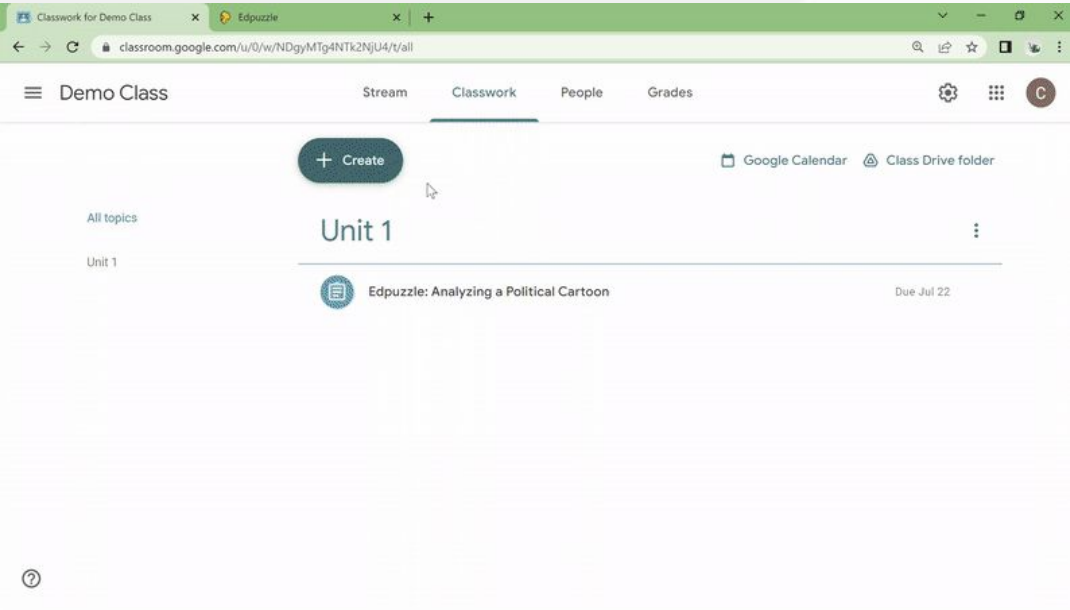 Classwork for Demo Class
Edpuzzle
classroom.google.com/u/0/w/NDgyMTg4NTk2NjU4/t/all
Demo Class
Stream
Classwork
People
Grades
C
Create
Google Calendar
Class Drive folder
All topics
Unit 1
Unit 1
Edpuzzle: Analyzing a Political Cartoon
Due Jul 22